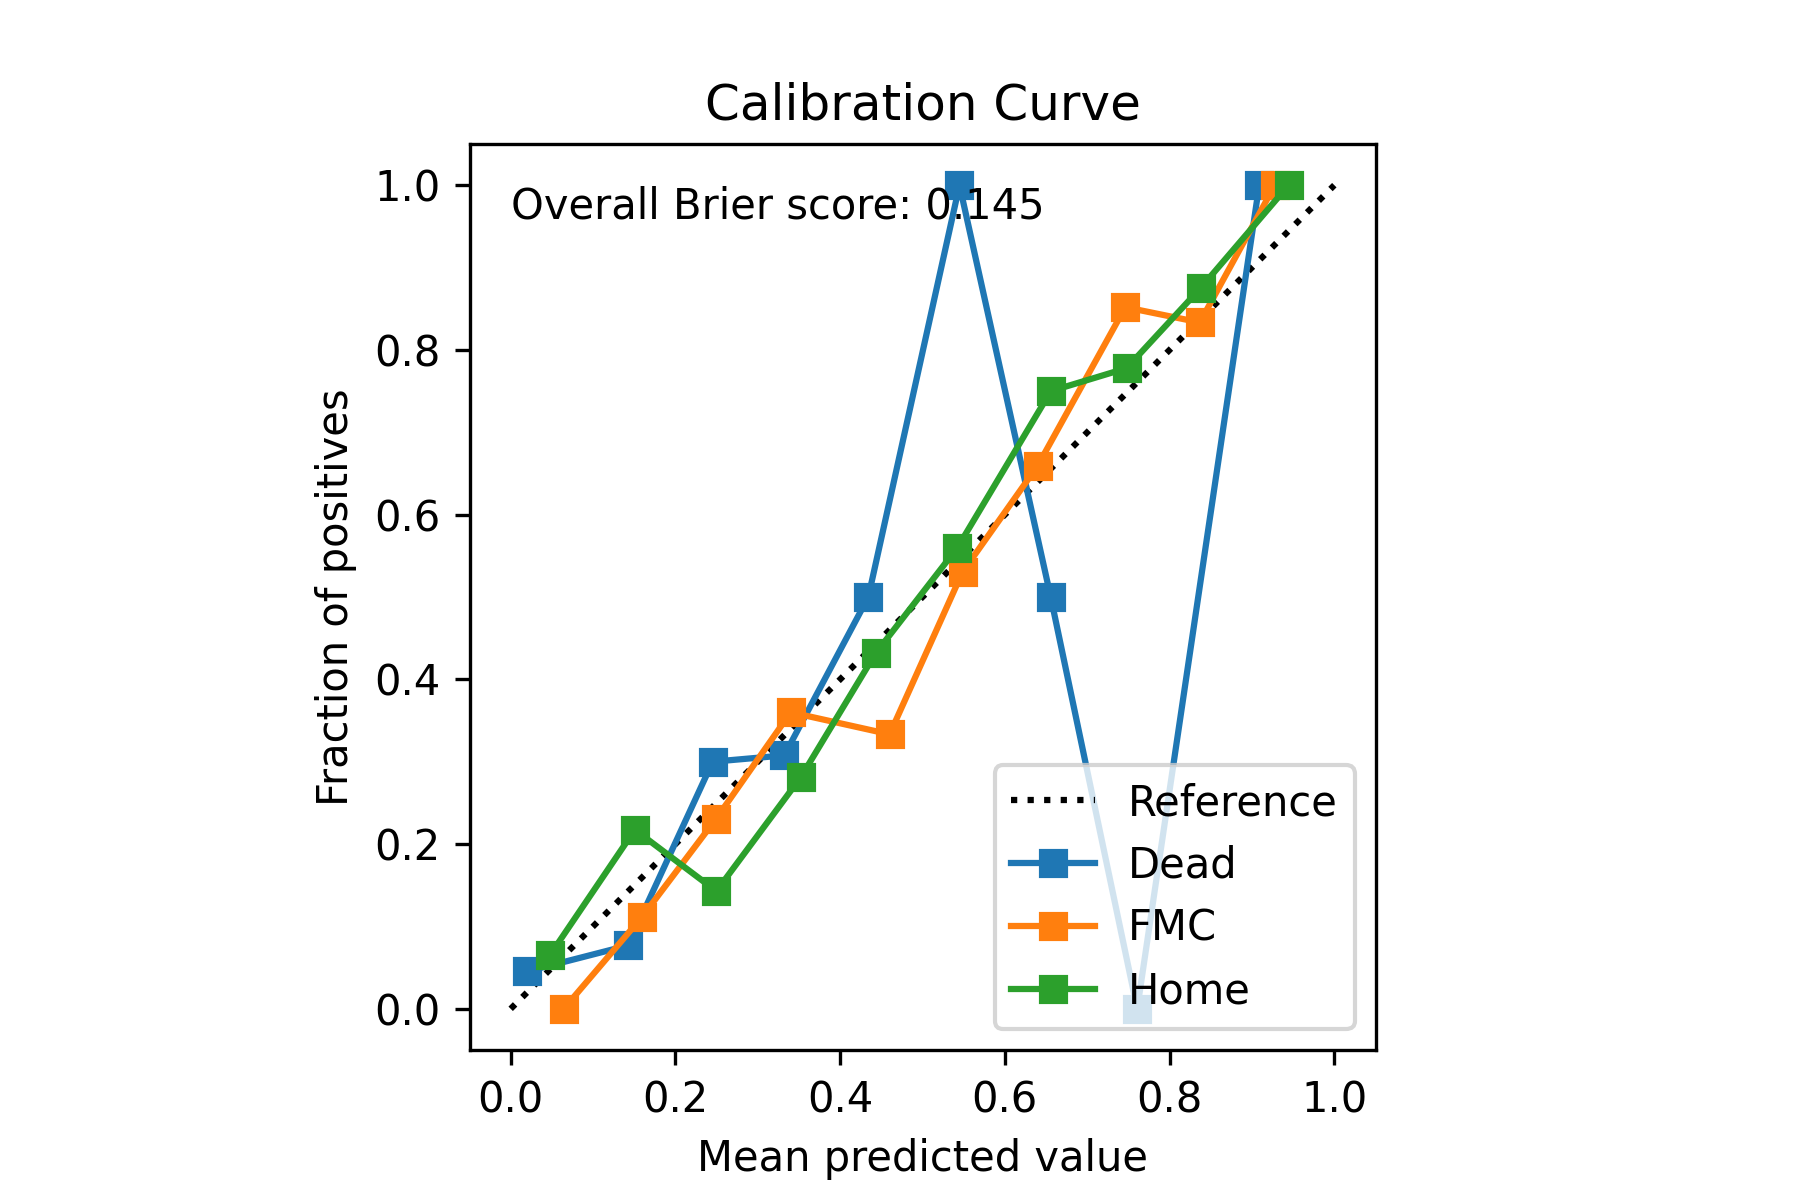 Calibration Curve
Overall Brier score: 0.145
1.0
0.8
0.6
0.4
0.2
0.0
Fraction of positives
Reference
Dead
FMC
Home
0.0 0.2 0.4 0.6 0.8 1.0
Mean predicted value